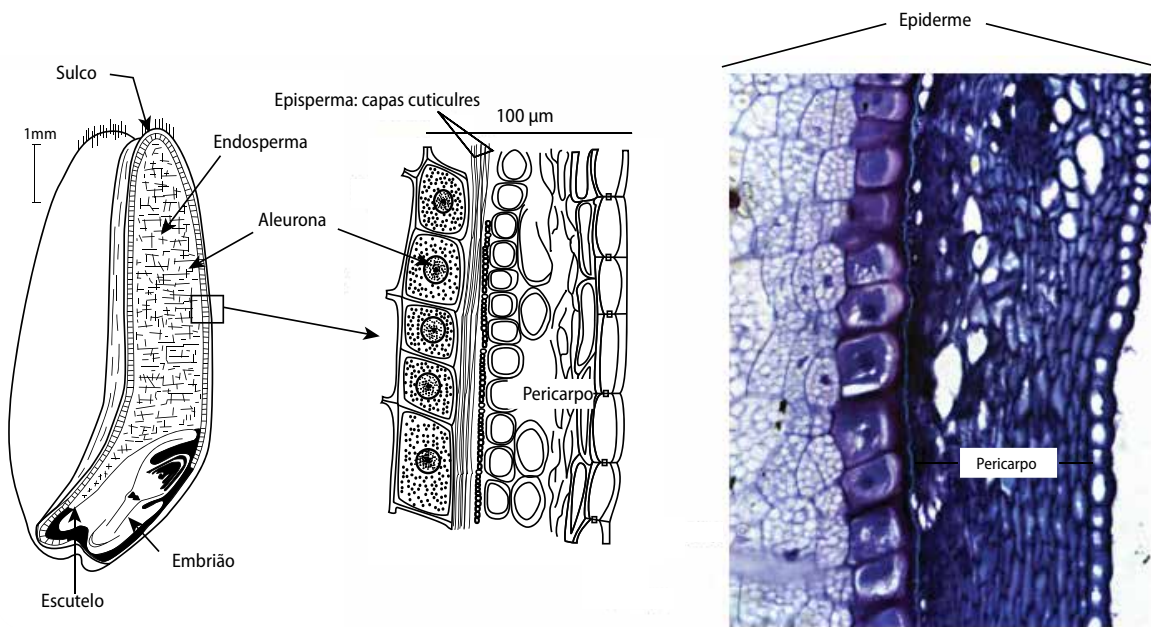 Epiderme
Sulco
Episperma: capas cuticulres
100 µm
1mm
Endosperma
Aleurona
Pericarpo
Pericarpo
Embrião
Escutelo